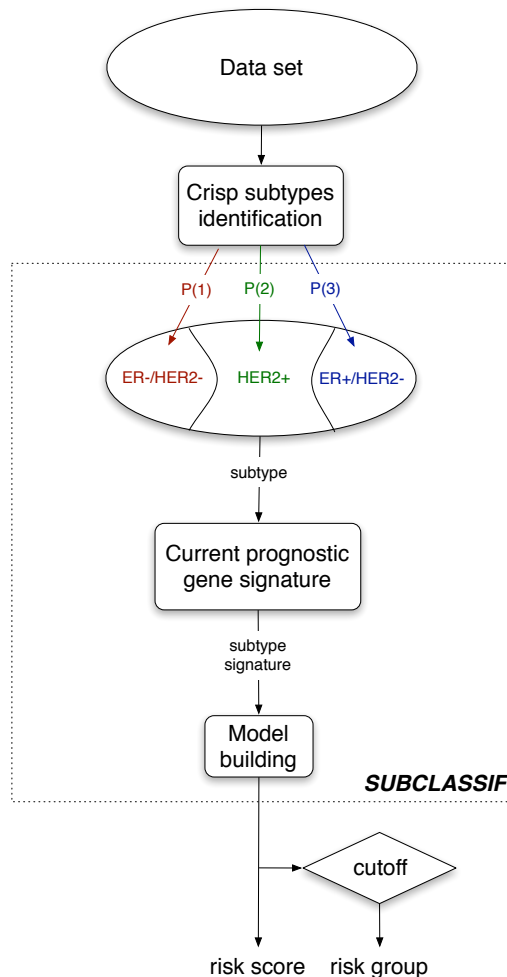 Data set
Crisp subtypes
identification
P(1) P(2) P(3)
ER-/HER2- HER2+ ER+/HER2-
subtype
Current prognostic
gene signature
subtype
signature
Model
building
SUBCLASSIF
cutoff
risk score risk group